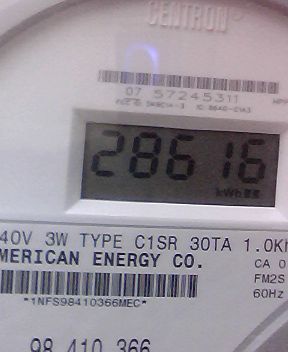 CENTRON®
07 57245311
28616
kWh
40V 3W TYPE C1SR 30TA 1.0Kh
MERICAN ENERGY CO.
CA 0
FM2S
60Hz
*1NFS98410366MEC*
98 410 366